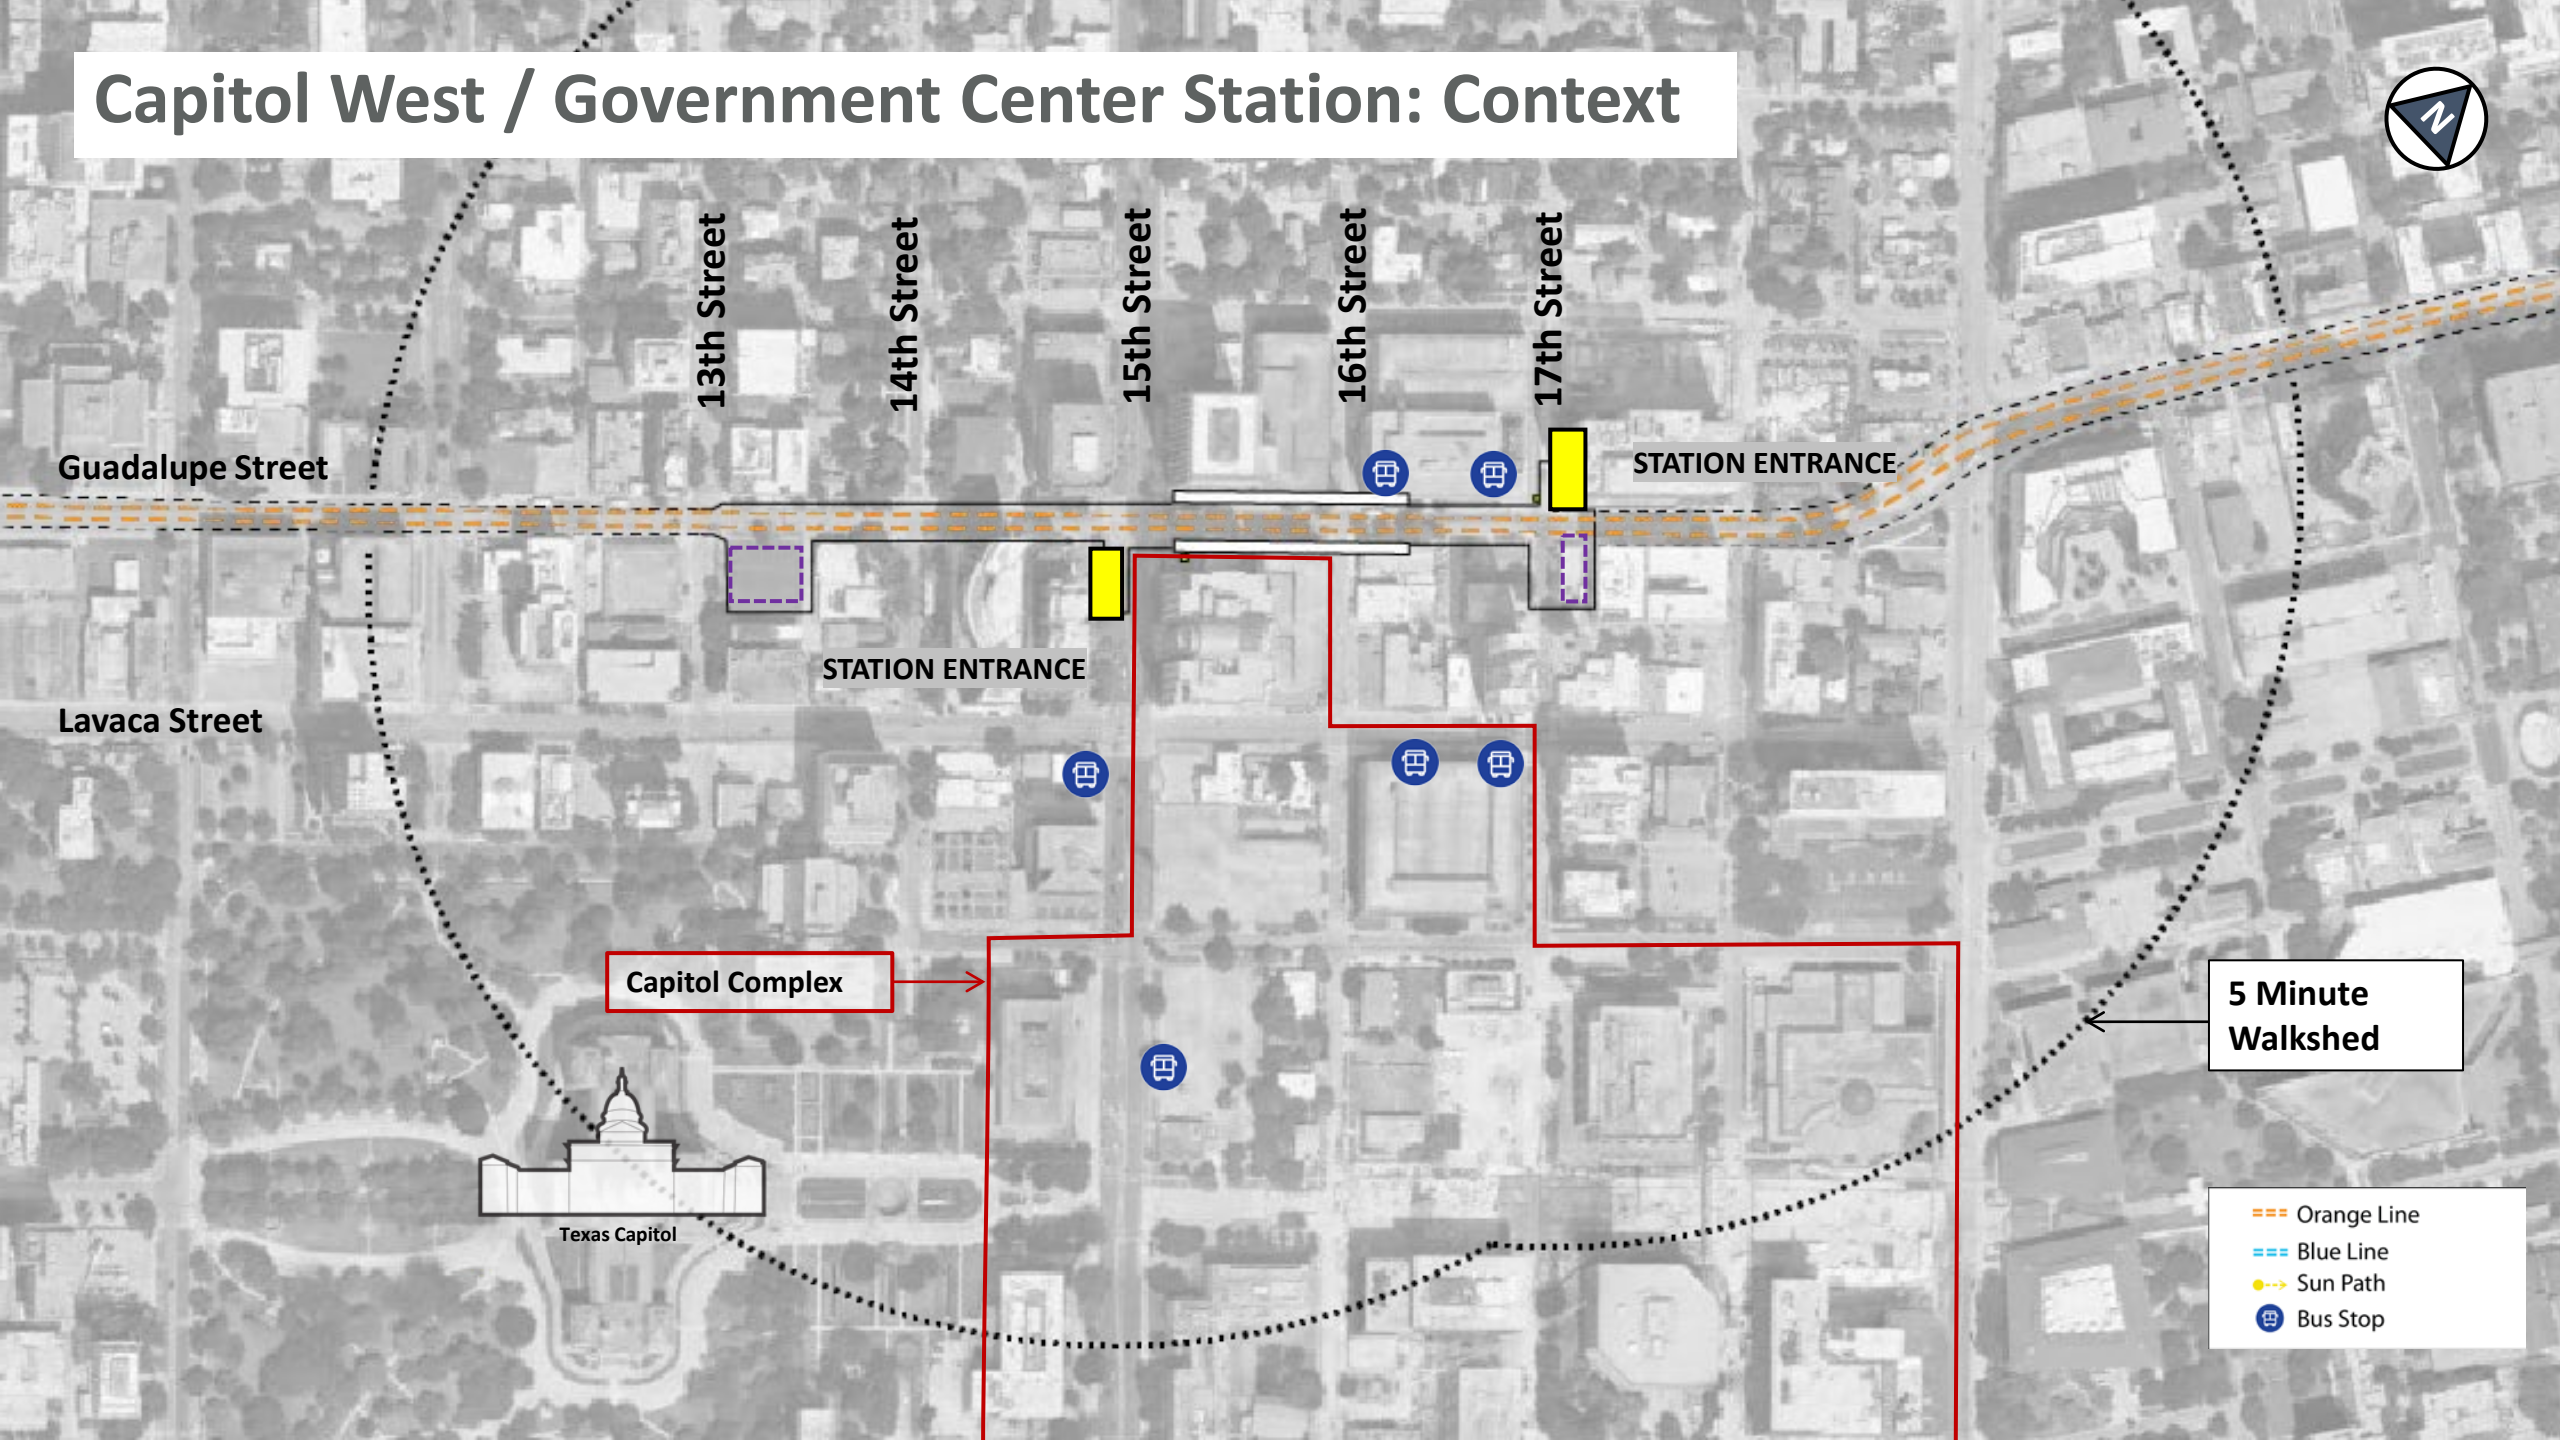 Capitol West / Government Center Station: Context
N
13th Street
14th Street
15th Street
16th Street
17th Street
Guadalupe Street
STATION ENTRANCE
STATION ENTRANCE
Lavaca Street
Capitol Complex
5 Minute
Walkshed
Texas Capitol
Orange Line
Blue Line
Sun Path
Bus Stop